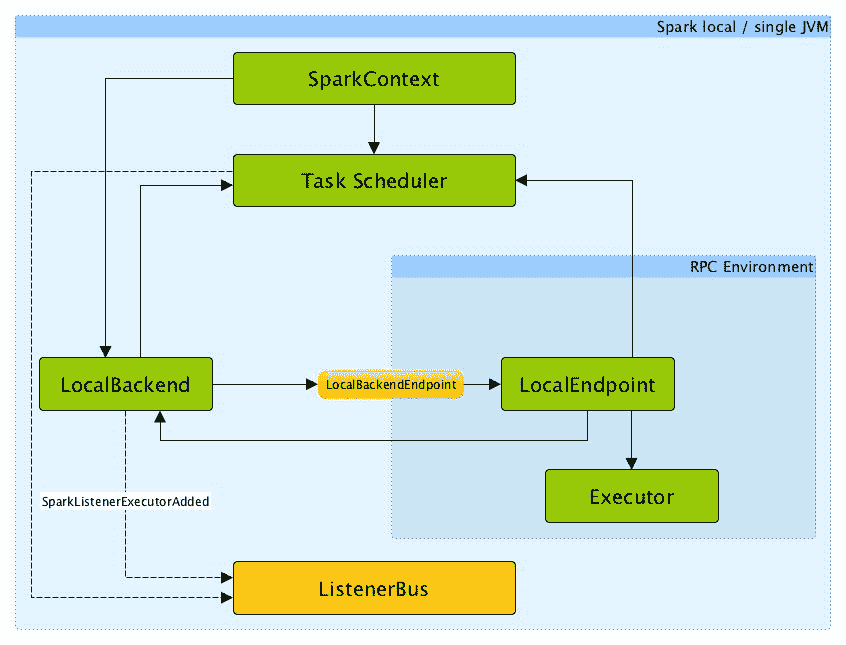 Spark local / single JVM
SparkContext
Task Scheduler
RPC Environment
LocalBackend
LocalBackendEndpoint
LocalEndpoint
SparkListenerExecutorAdded
Executor
ListenerBus